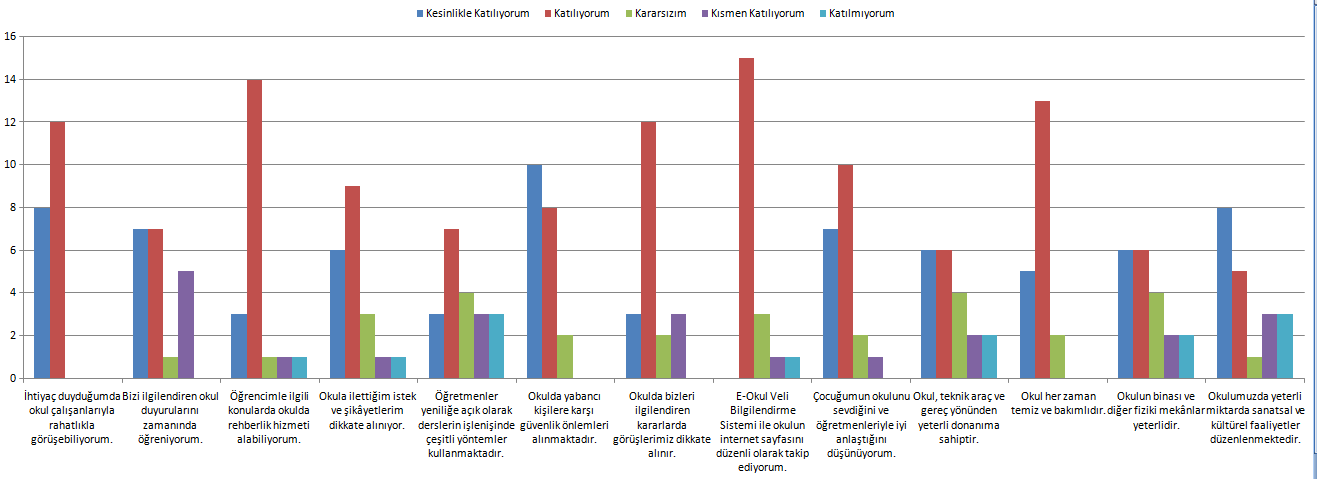 Kesinlikle Katılıyorum Katılıyorum Kararsızım Kısmen Katılıyorum Katılmıyorum
16
14
12
10
8
6
4
2
0
İhtiyaç duyduğumda
okul çalışanlarıyla
rahatlıkla
görüşebiliyorum.
Bizi ilgilendiren okul
duyurularını
zamanında
öğreniyorum.
Öğrencimle ilgili
konularda okulda
rehberlik hizmeti
alabiliyorum.
Okula ilettiğim istek
ve şikâyetlerim
dikkate alınıyor.
Öğretmenler
yeniliğe açık olarak
derslerin işlenişinde
çeşitli yöntemler
kullanmaktadır.
Okulda yabancı
kişilere karşı
güvenlik önlemleri
alınmaktadır.
Okulda bizleri
ilgilendiren
kararlarda
görüşlerimiz dikkate
alınır.
E-Okul Veli
Bilgilendirme
Sistemi ile okulun
internet sayfasını
düzenli olarak takip
ediyorum.
Çocuğumun okulunu
sevdiğini ve
öğretmenleriyle iyi
anlaştığını
düşünüyorum.
Okul, teknik araç ve
gereç yönünden
yeterli donanıma
sahiptir.
Okul her zaman
temiz ve bakımlıdır.
Okulun binası ve
diğer fiziki mekânlar
yeterlidir.
Okulumuzda yeterli
miktarda sanatsal ve
kültürel faaliyetler
düzenlenmektedir.